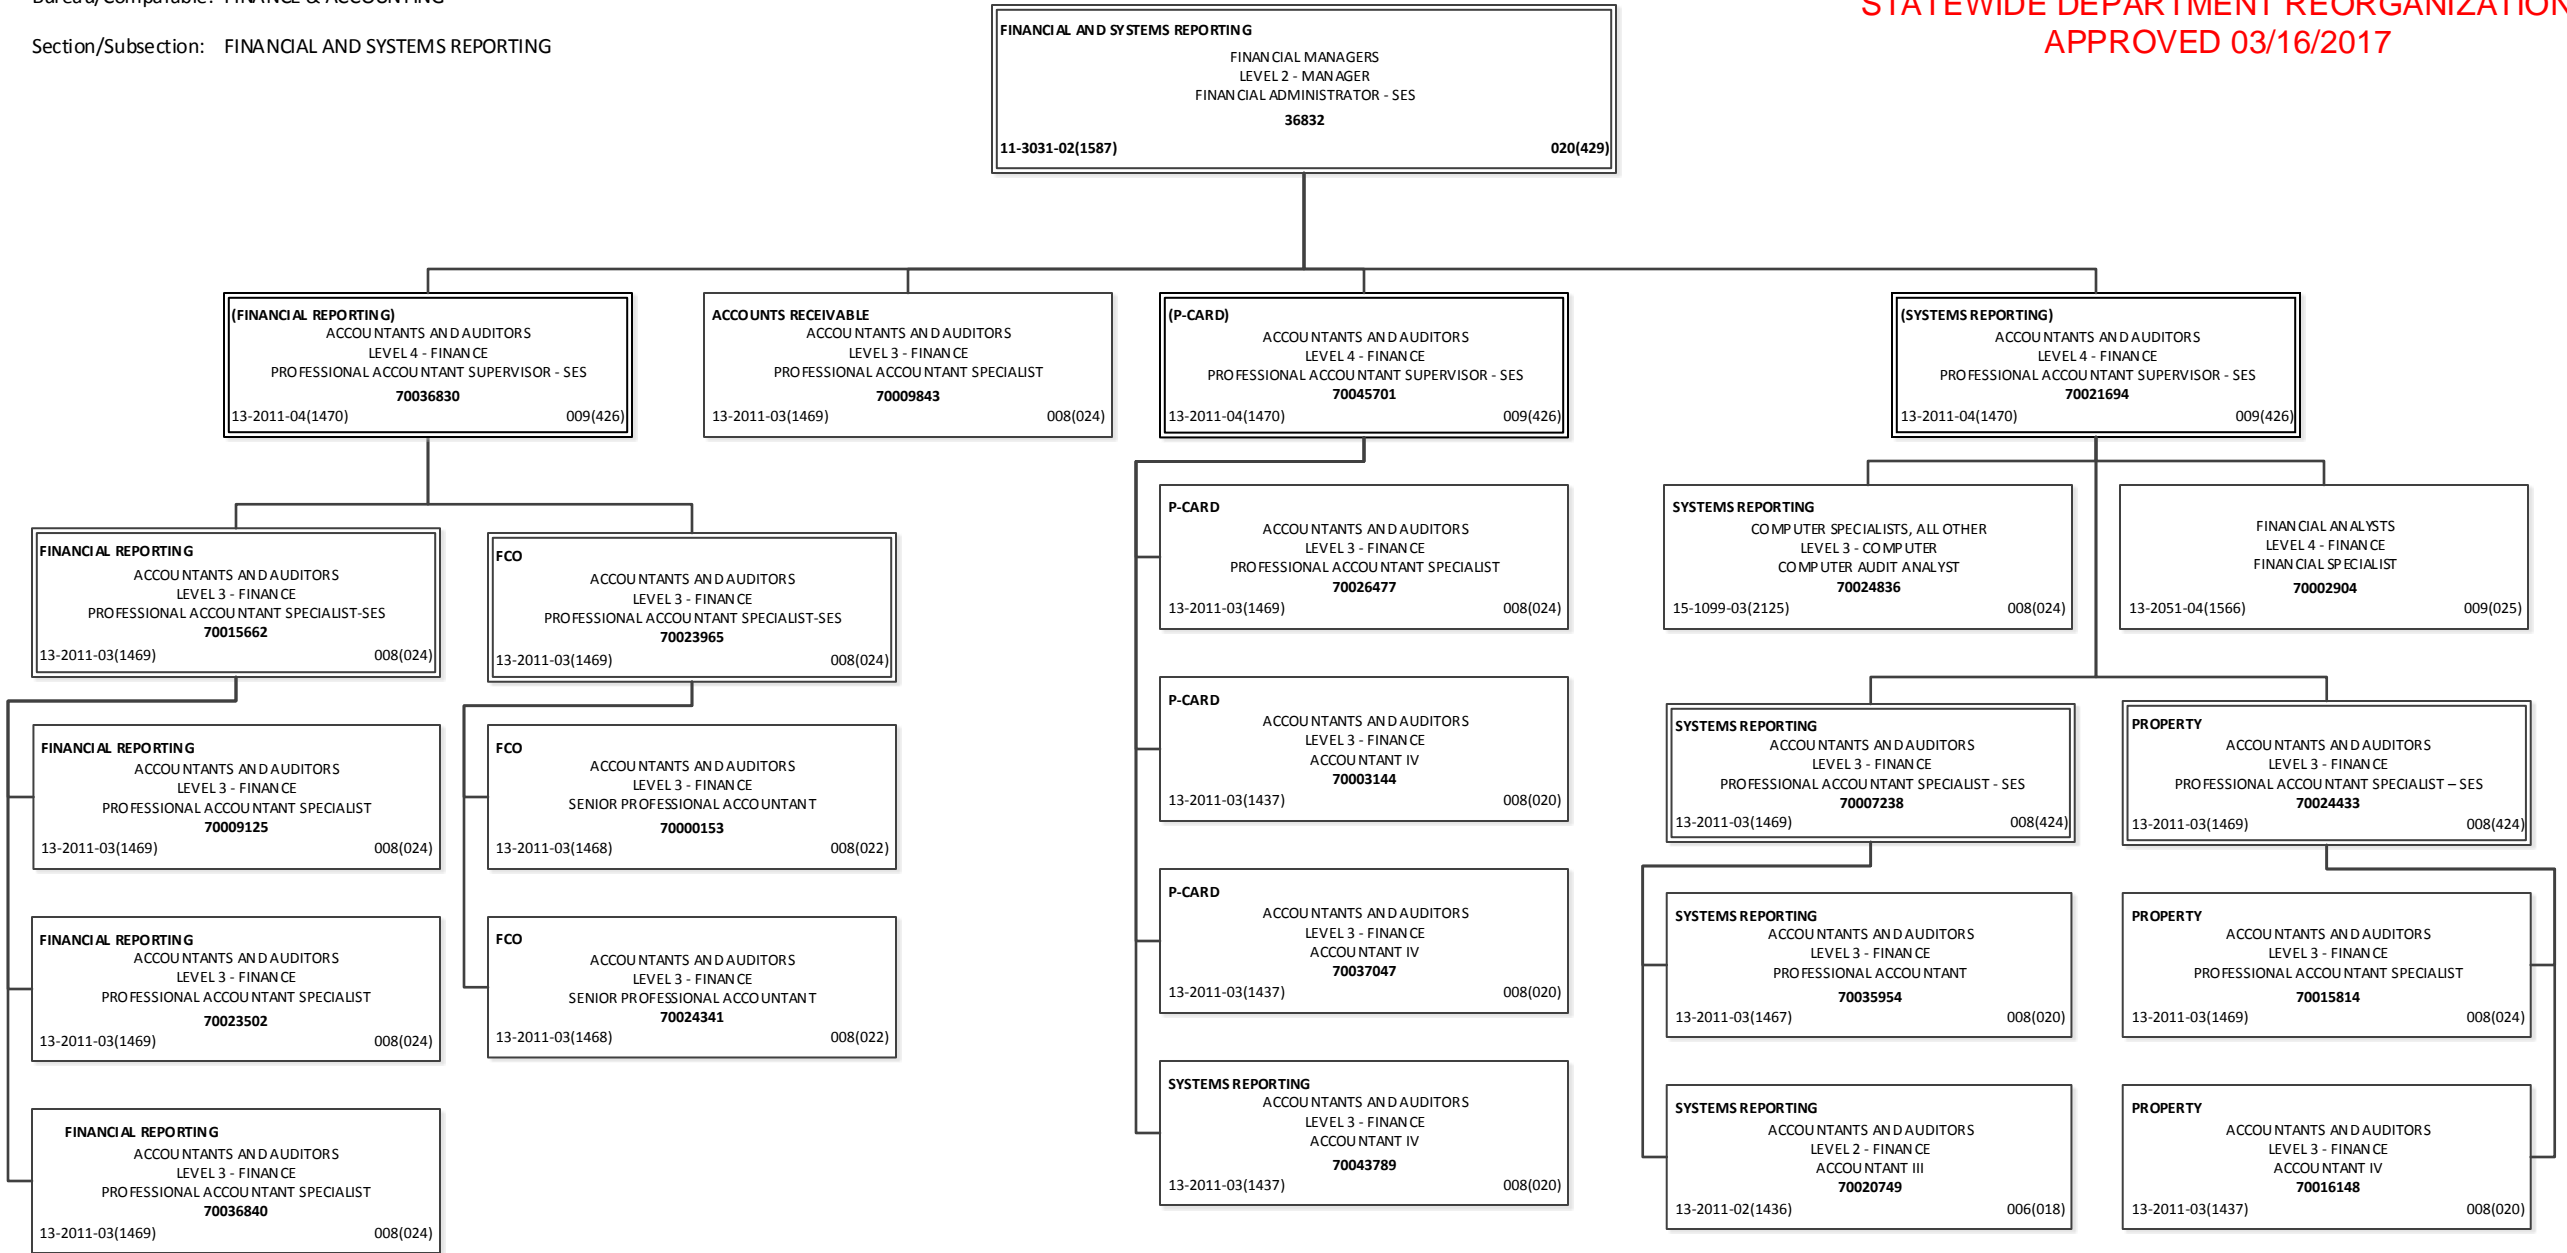 Bureau/Comparable: FINANCE & ACCOUNTING
Section/Subsection: FINANCIAL AND SYSTEMS REPORTING
STATEWIDE DEPARTMENT REORGANIZATION
APPROVED 03/16/2017
FINANCIAL AND SYSTEMS REPORTING
FINANCIAL MANAGERS
LEVEL 2 - MANAGER
FINANCIAL ADMINISTRATOR - SES
36832
11-3031-02(1587) 020(429)
(FINANCIAL REPORTING)
ACCOUNTANTS AND AUDITORS
LEVEL 4 - FINANCE
PROFESSIONAL ACCOUNTANT SUPERVISOR - SES
70036830
13-2011-04(1470) 009(426)
ACCOUNTS RECEIVABLE
ACCOUNTANTS AND AUDITORS
LEVEL 3 - FINANCE
PROFESSIONAL ACCOUNTANT SPECIALIST
70009843
13-2011-03(1469) 008(024)
(P-CARD)
ACCOUNTANTS AND AUDITORS
LEVEL 4 - FINANCE
PROFESSIONAL ACCOUNTANT SUPERVISOR - SES
70045701
13-2011-04(1470) 009(426)
(SYSTEMS REPORTING)
ACCOUNTANTS AND AUDITORS
LEVEL 4 - FINANCE
PROFESSIONAL ACCOUNTANT SUPERVISOR - SES
70021694
13-2011-04(1470) 009(426)
FINANCIAL REPORTING
ACCOUNTANTS AND AUDITORS
LEVEL 3 - FINANCE
PROFESSIONAL ACCOUNTANT SPECIALIST-SES
70015662
13-2011-03(1469) 008(024)
FCO
ACCOUNTANTS AND AUDITORS
LEVEL 3 - FINANCE
PROFESSIONAL ACCOUNTANT SPECIALIST-SES
70023965
13-2011-03(1469) 008(024)
P-CARD
ACCOUNTANTS AND AUDITORS
LEVEL 3 - FINANCE
PROFESSIONAL ACCOUNTANT SPECIALIST
70026477
13-2011-03(1469) 008(024)
SYSTEMS REPORTING
COMPUTER SPECIALISTS, ALL OTHER
LEVEL 3 - COMPUTER
COMPUTER AUDIT ANALYST
70024836
15-1099-03(2125) 008(024)
FINANCIAL ANALYSTS
LEVEL 4 - FINANCE
FINANCIAL SPECIALIST
70002904
13-2051-04(1566) 009(025)
FINANCIAL REPORTING
ACCOUNTANTS AND AUDITORS
LEVEL 3 - FINANCE
PROFESSIONAL ACCOUNTANT SPECIALIST
70009125
13-2011-03(1469) 008(024)
FCO
ACCOUNTANTS AND AUDITORS
LEVEL 3 - FINANCE
SENIOR PROFESSIONAL ACCOUNTANT
70000153
13-2011-03(1468) 008(022)
P-CARD
ACCOUNTANTS AND AUDITORS
LEVEL 3 - FINANCE
ACCOUNTANT IV
70003144
13-2011-03(1437) 008(020)
SYSTEMS REPORTING
ACCOUNTANTS AND AUDITORS
LEVEL 3 - FINANCE
PROFESSIONAL ACCOUNTANT SPECIALIST - SES
70007238
13-2011-03(1469) 008(424)
PROPERTY
ACCOUNTANTS AND AUDITORS
LEVEL 3 - FINANCE
PROFESSIONAL ACCOUNTANT SPECIALIST – SES
70024433
13-2011-03(1469) 008(424)
FINANCIAL REPORTING
ACCOUNTANTS AND AUDITORS
LEVEL 3 - FINANCE
PROFESSIONAL ACCOUNTANT SPECIALIST
70023502
13-2011-03(1469) 008(024)
FCO
ACCOUNTANTS AND AUDITORS
LEVEL 3 - FINANCE
SENIOR PROFESSIONAL ACCOUNTANT
70024341
13-2011-03(1468) 008(022)
P-CARD
ACCOUNTANTS AND AUDITORS
LEVEL 3 - FINANCE
ACCOUNTANT IV
70037047
13-2011-03(1437) 008(020)
SYSTEMS REPORTING
ACCOUNTANTS AND AUDITORS
LEVEL 3 - FINANCE
PROFESSIONAL ACCOUNTANT
70035954
13-2011-03(1467) 008(020)
PROPERTY
ACCOUNTANTS AND AUDITORS
LEVEL 3 - FINANCE
PROFESSIONAL ACCOUNTANT SPECIALIST
70015814
13-2011-03(1469) 008(024)
FINANCIAL REPORTING
ACCOUNTANTS AND AUDITORS
LEVEL 3 - FINANCE
PROFESSIONAL ACCOUNTANT SPECIALIST
70036840
13-2011-03(1469) 008(024)
SYSTEMS REPORTING
ACCOUNTANTS AND AUDITORS
LEVEL 3 - FINANCE
ACCOUNTANT IV
70043789
13-2011-03(1437) 008(020)
SYSTEMS REPORTING
ACCOUNTANTS AND AUDITORS
LEVEL 2 - FINANCE
ACCOUNTANT III
70020749
13-2011-02(1436) 006(018)
PROPERTY
ACCOUNTANTS AND AUDITORS
LEVEL 3 - FINANCE
ACCOUNTANT IV
70016148
13-2011-03(1437) 008(020)